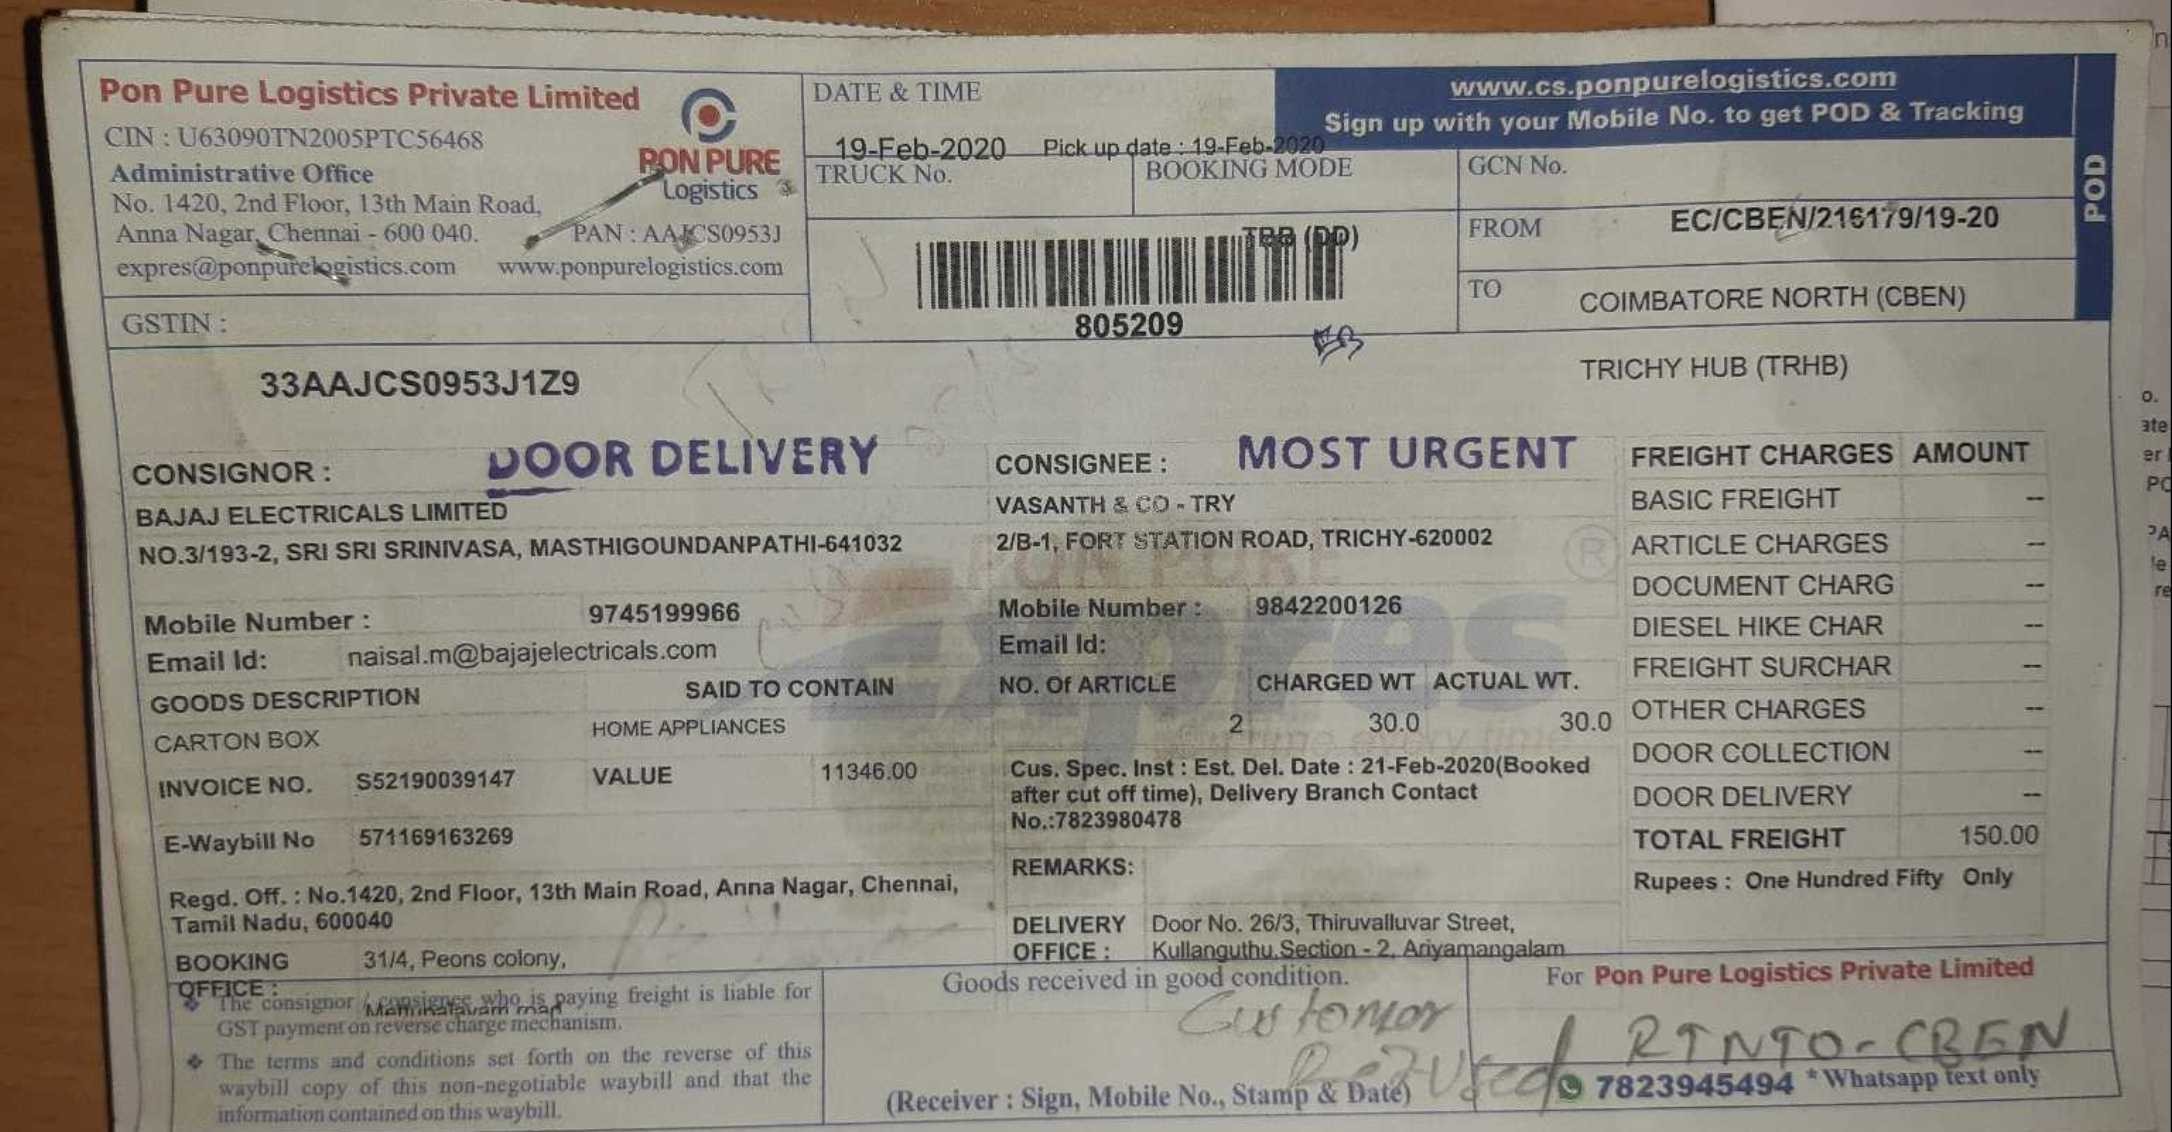 Pon Pure Logistics Private Limited
CIN : U63090TN2005PTC56468
Administrative Office
No. 1420, 2nd Floor, 13th Main Road,
Anna Nagar, Chennai - 600 040.
PAN : AAJCS0953J
expres@ponpurelogistics.com www.ponpurelogistics.com
PON PURE
Logistics
GSTIN :
33AAJCS0953J1Z9
DATE & TIME
19-Feb-2020 Pick up date : 19-Feb-2020
TRUCK No.
BOOKING MODE
TBB (DD)
805209
www.cs.ponpurelogistics.com
Sign up with your Mobile No. to get POD & Tracking
POD
GCN No.
EC/CBEN/216179/19-20
FROM
COIMBATORE NORTH (CBEN)
TO
TRICHY HUB (TRHB)
DOOR DELIVERY
MOST URGENT
CONSIGNOR :
BAJAJ ELECTRICALS LIMITED
NO.3/193-2, SRI SRI SRINIVASA, MASTHIGOUNDANPATHI-641032
Mobile Number : 9745199966
Email Id: naisal.m@bajajelectricals.com
CONSIGNEE :
VASANTH & CO - TRY
2/B-1, FORT STATION ROAD, TRICHY-620002
PON PURE
Expres
®
Mobile Number : 9842200126
Email Id:
GOODS DESCRIPTION SAID TO CONTAIN
CARTON BOX HOME APPLIANCES
INVOICE NO. S52190039147 VALUE 11346.00
E-Waybill No 571169163269
NO. Of ARTICLE CHARGED WT ACTUAL WT.
2 30.0 30.0
Cus. Spec. Inst : Est. Del. Date : 21-Feb-2020(Booked
after cut off time), Delivery Branch Contact
No.:7823980478
REMARKS:
FREIGHT CHARGES AMOUNT
BASIC FREIGHT --
ARTICLE CHARGES --
DOCUMENT CHARG --
DIESEL HIKE CHAR --
FREIGHT SURCHAR --
OTHER CHARGES --
DOOR COLLECTION --
DOOR DELIVERY --
TOTAL FREIGHT 150.00
Rupees : One Hundred Fifty Only
Regd. Off. : No.1420, 2nd Floor, 13th Main Road, Anna Nagar, Chennai,
Tamil Nadu, 600040
BOOKING OFFICE : 31/4, Peons colony,
DELIVERY Door No. 26/3, Thiruvalluvar Street,
OFFICE : Kullanguthu Section - 2, Ariyamangalam
The consignor / consignee who is paying freight is liable for
GST payment on reverse charge mechanism.
The terms and conditions set forth on the reverse of this
waybill copy of this non-negotiable waybill and that the
information contained on this waybill.
Goods received in good condition.
Customor
Refused
(Receiver : Sign, Mobile No., Stamp & Date)
For Pon Pure Logistics Private Limited
RTNTO-CBEN
7823945494 * Whatsapp text only